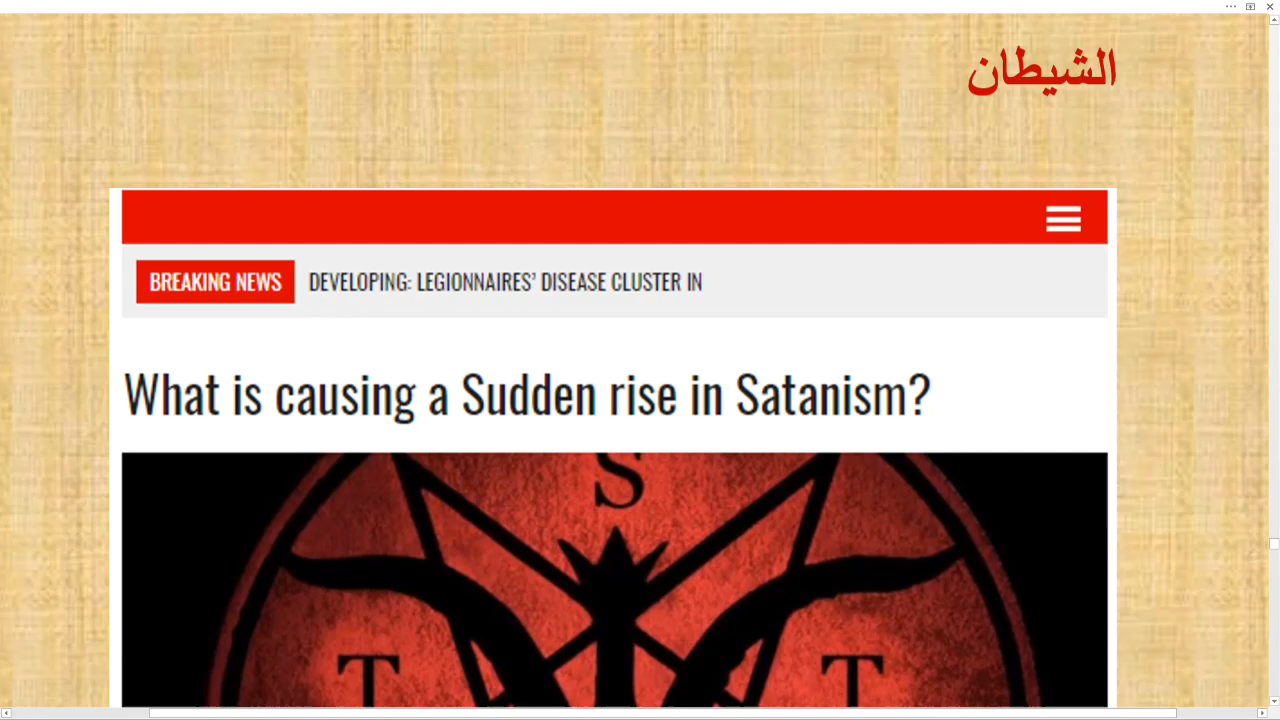 الشيطان
BREAKING NEWS DEVELOPING: LEGIONNAIRES’ DISEASE CLUSTER IN
What is causing a Sudden rise in Satanism?
S
T T